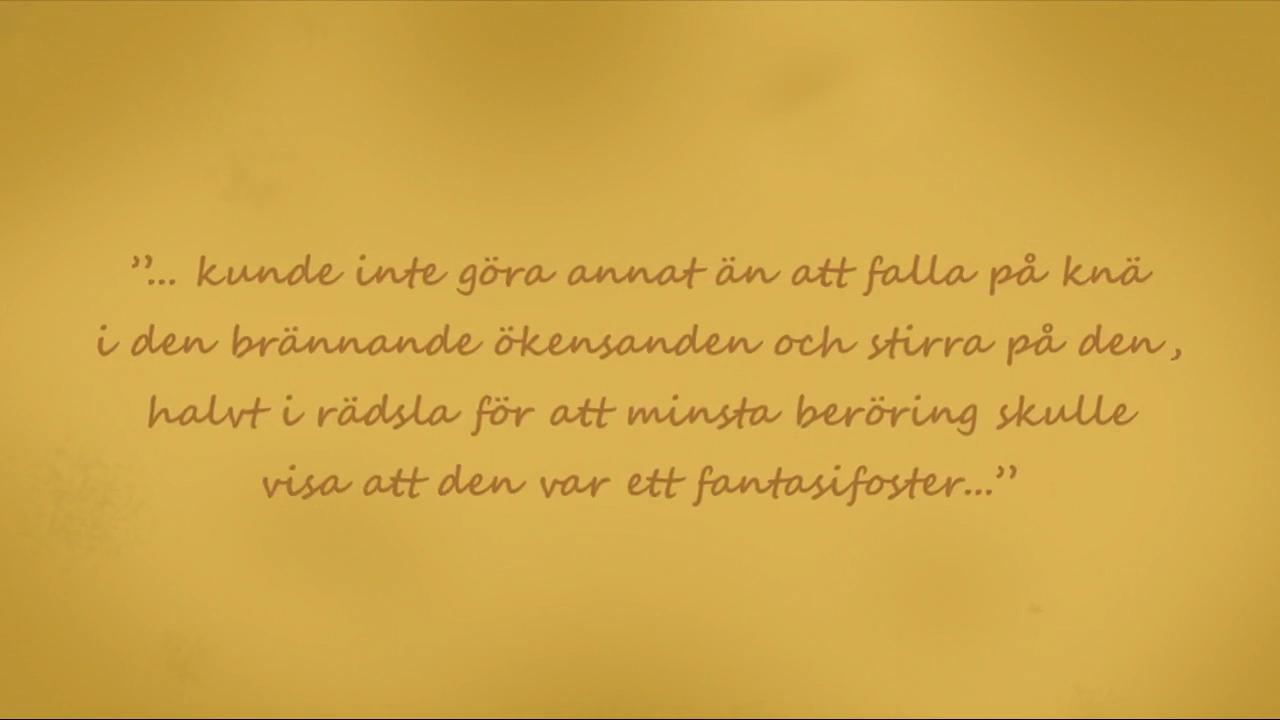 ”... kunde inte göra annat än att falla på knä
i den brännande ökensanden och stirra på den,
halvt i rädsla för att minsta beröring skulle
visa att den var ett fantasifoster...”